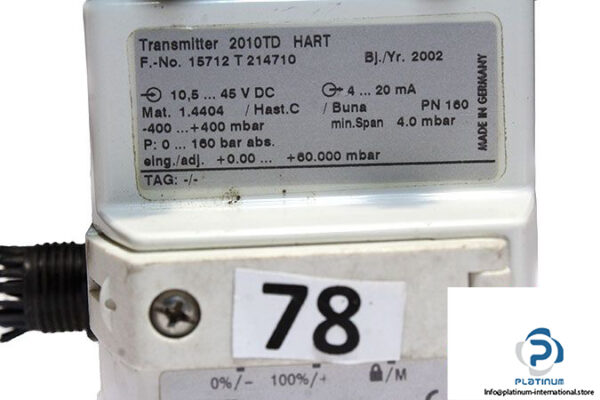 Transmitter 2010TD HART
F.-No. 15712 T 214710 Bj./Yr. 2002
10,5 ... 45 V DC 4 ... 20 mA
Mat. 1.4404 / Hast.C / Buna PN 160
-400 ... +400 mbar min.Span 4.0 mbar
P: 0 ... 160 bar abs.
eing./adj. +0.00 ... +60.000 mbar
TAG: -/-
MADE IN GERMANY
78
0%/- 100%/+ /M
PLATINUM
https://platinum-international.store